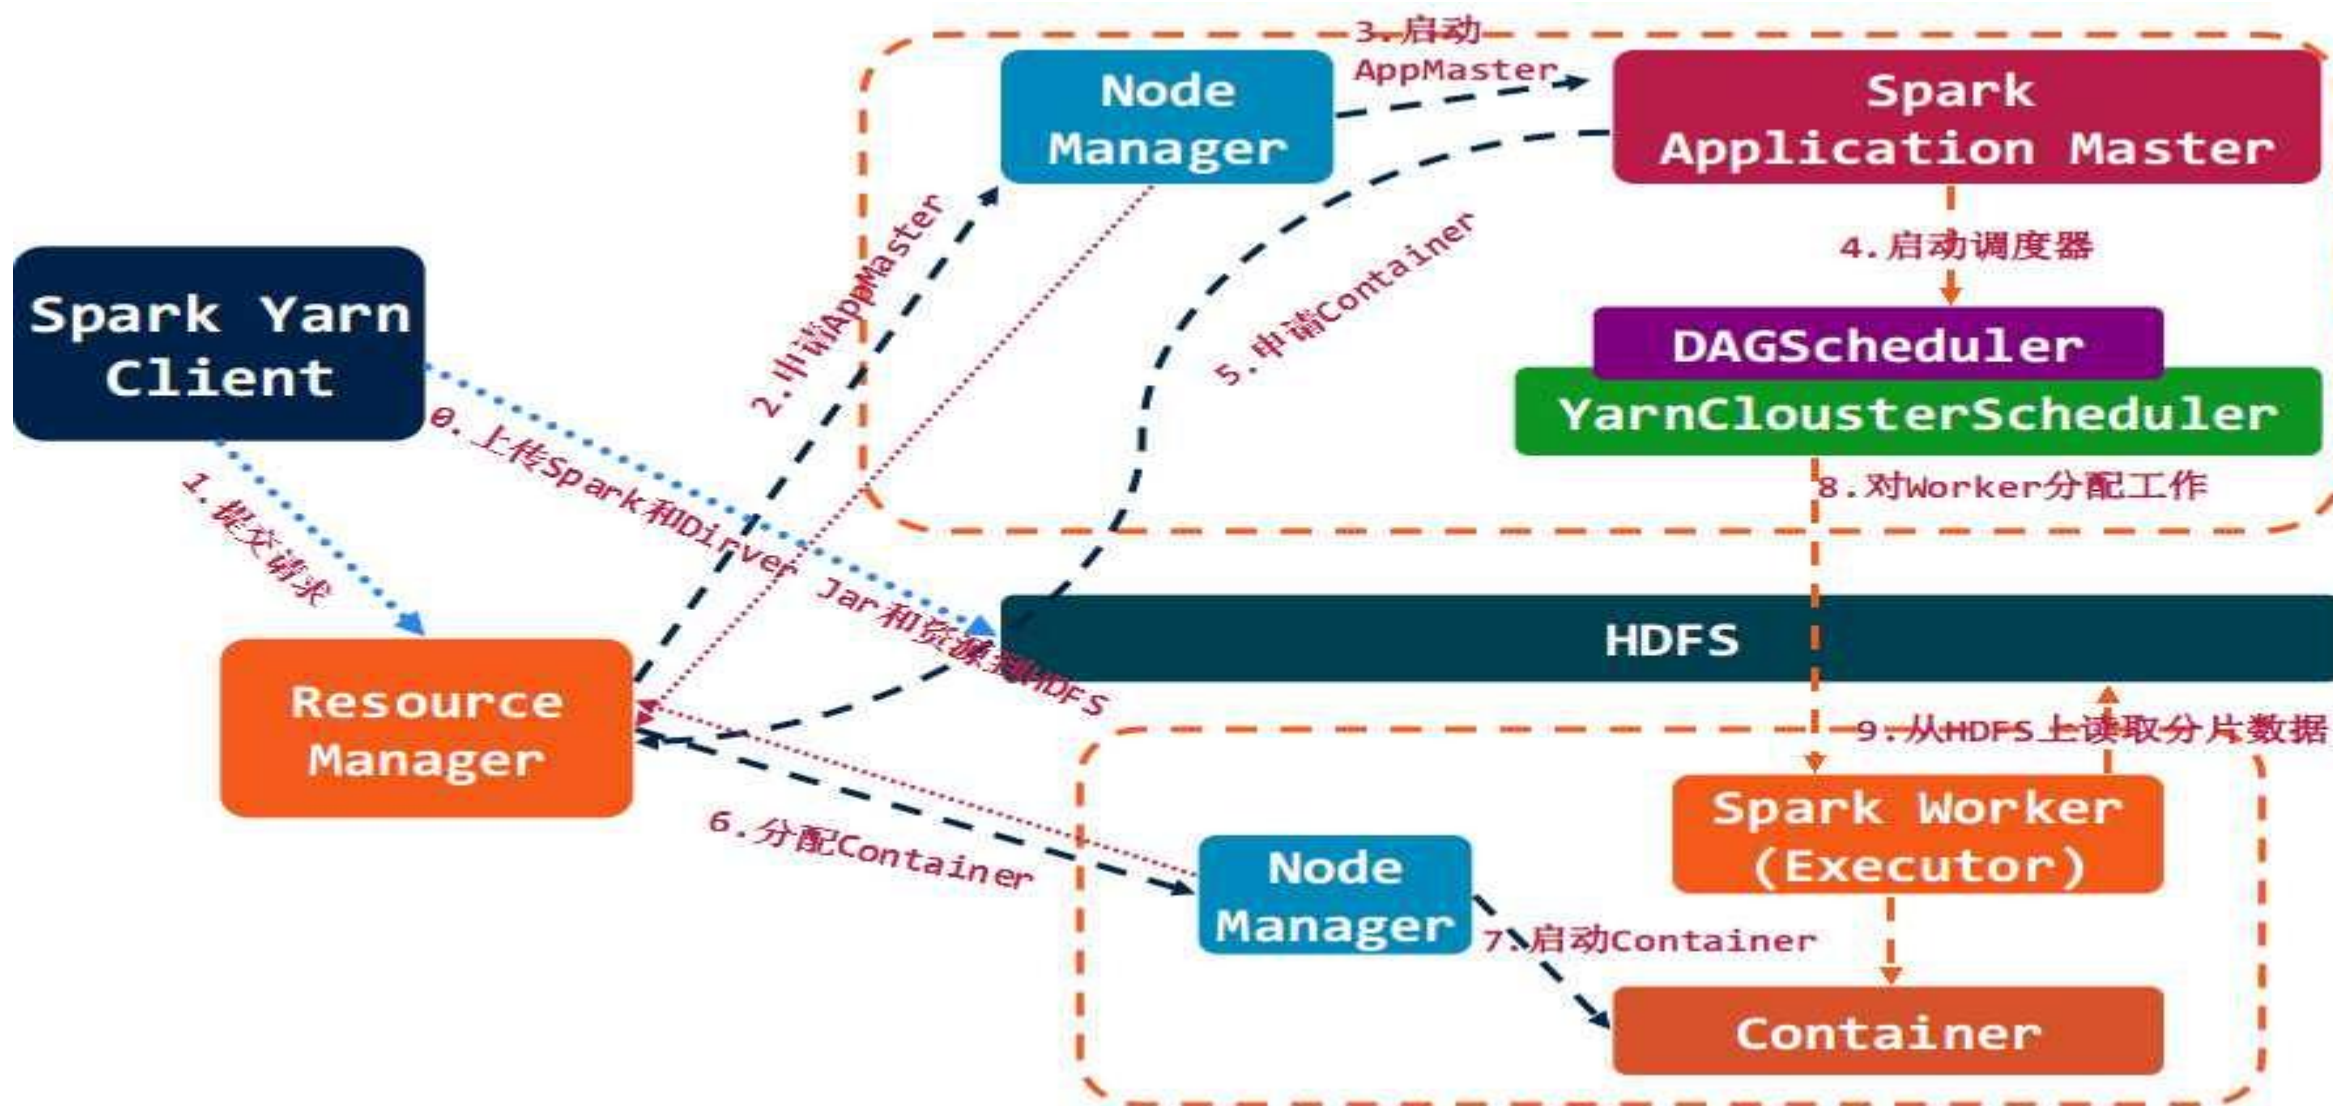 3.启动
AppMaster
Node
Manager
Spark
Application Master
2.申请AppMaster
5.申请Container
4.启动调度器
Spark Yarn
Client
DAGScheduler
YarnClousterScheduler
0.上传Spark和Dirver Jar和资源到HDFS
1.提交请求
8.对Worker分配工作
HDFS
Resource
Manager
9.从HDFS上读取分片数据
6.分配Container
Node
Manager
Spark Worker
(Executor)
7.启动Container
Container